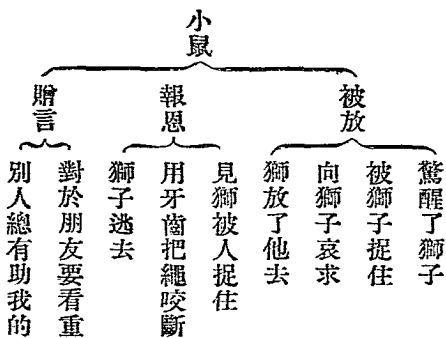 小鼠
被放
驚醒了獅子
被獅子捉住
向獅子哀求
獅放了他去
報恩
見獅被人捉住
用牙齒把繩咬斷
獅子逃去
贈言
對於朋友要看重
別人總有助我的